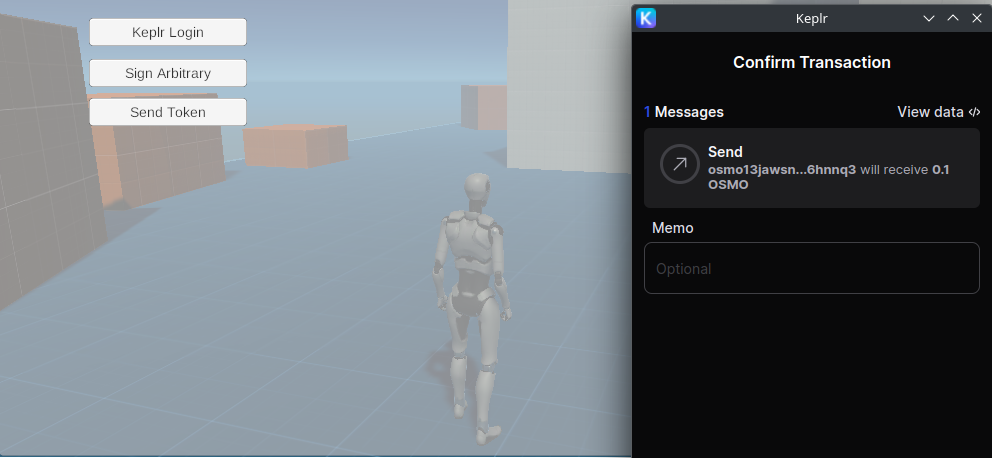 Keplr Login
Sign Arbitrary
Send Token
K
Keplr
Confirm Transaction
1 Messages
View data </>
Send
osmo13jawsn...6hnnq3 will receive 0.1
OSMO
Memo
Optional